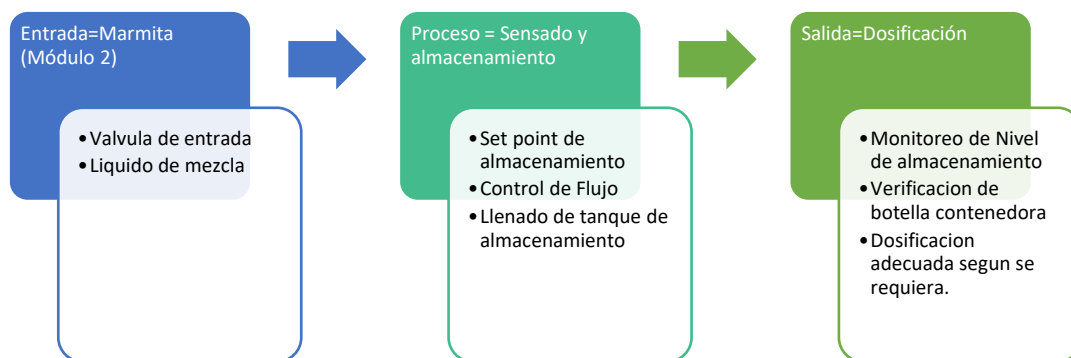 Entrada=Marmita
(Módulo 2)
•Valvula de entrada
•Liquido de mezcla
Proceso = Sensado y
almacenamiento
•Set point de
almacenamiento
•Control de Flujo
•Llenado de tanque de
almacenamiento
Salida=Dosificación
•Monitoreo de Nivel
de almacenamiento
•Verificacion de
botella contenedora
•Dosificacion
adecuada segun se
requiera.